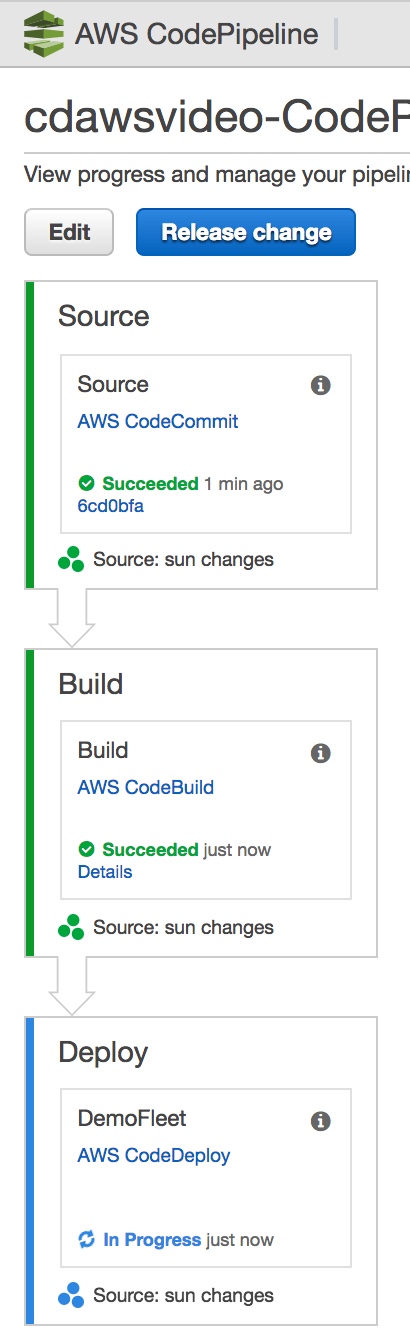 AWS CodePipeline
cdawsvideo-CodeP
View progress and manage your pipelin
Edit
Release change
Source
Source
AWS CodeCommit
Succeeded 1 min ago
6cd0bfa
Source: sun changes
Build
Build
AWS CodeBuild
Succeeded just now
Details
Source: sun changes
Deploy
DemoFleet
AWS CodeDeploy
In Progress just now
Source: sun changes